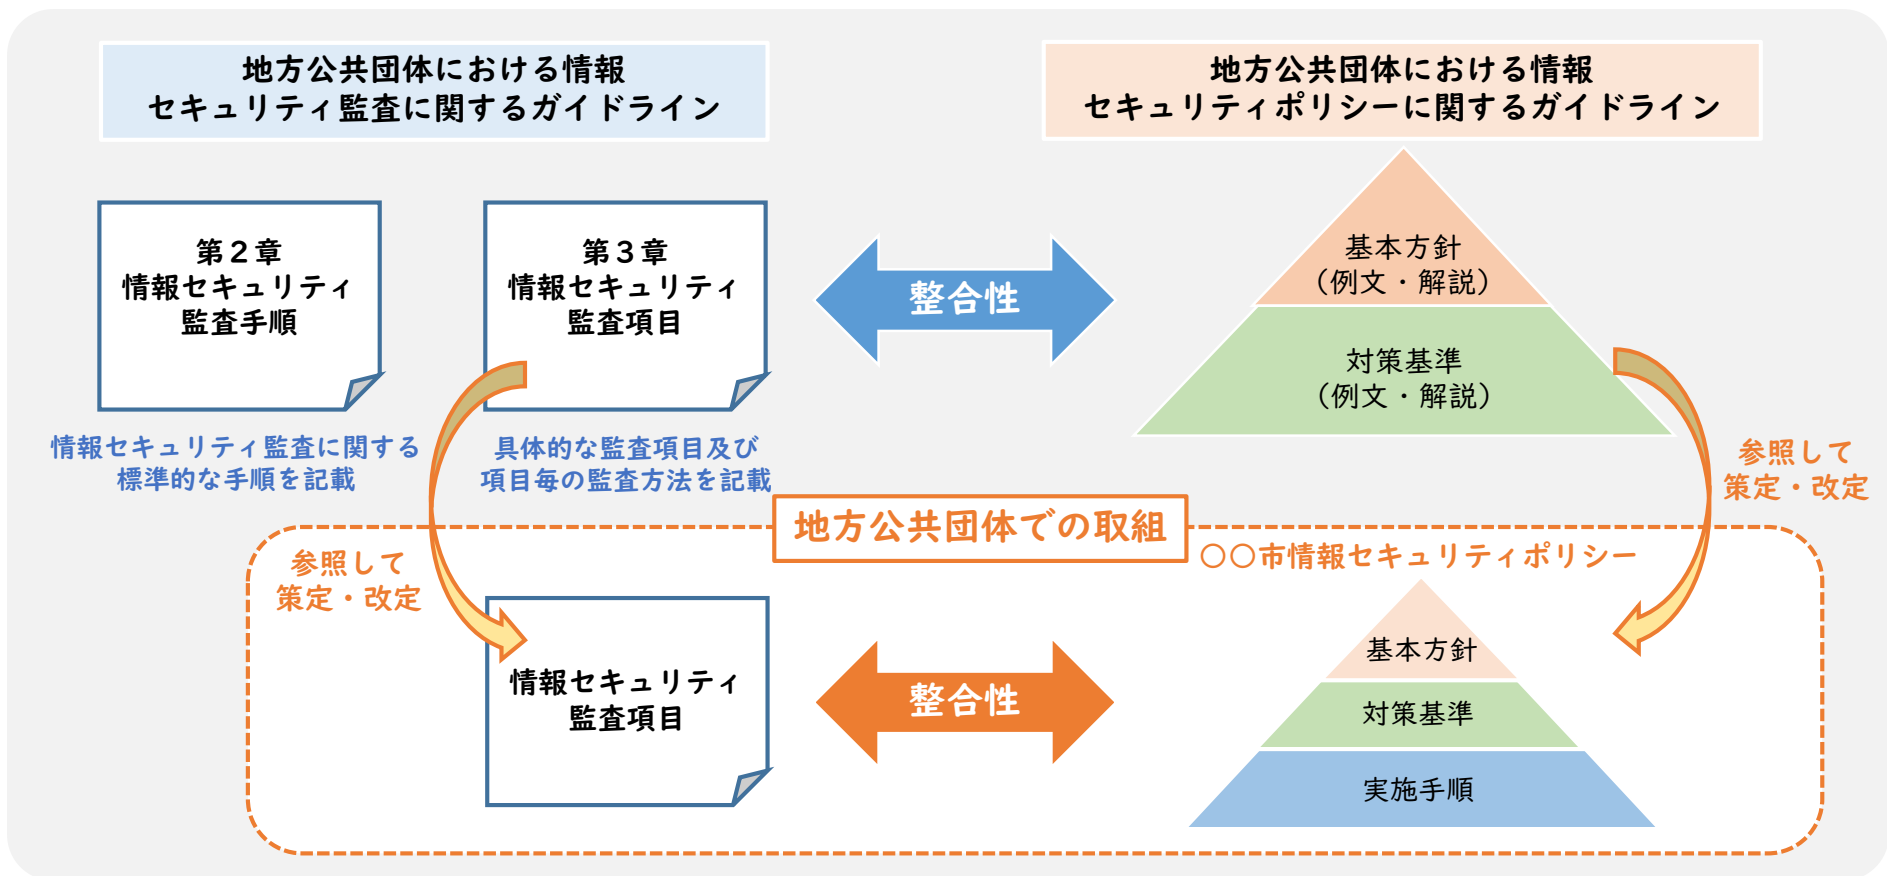 地方公共団体における情報
セキュリティ監査に関するガイドライン
地方公共団体における情報
セキュリティポリシーに関するガイドライン
第２章
情報セキュリティ
監査手順
第３章
情報セキュリティ
監査項目
整合性
基本方針
（例文・解説）
対策基準
（例文・解説）
情報セキュリティ監査に関する
標準的な手順を記載
具体的な監査項目及び
項目毎の監査方法を記載
参照して
策定・改定
地方公共団体での取組
参照して
策定・改定
〇〇市情報セキュリティポリシー
情報セキュリティ
監査項目
整合性
基本方針
対策基準
実施手順